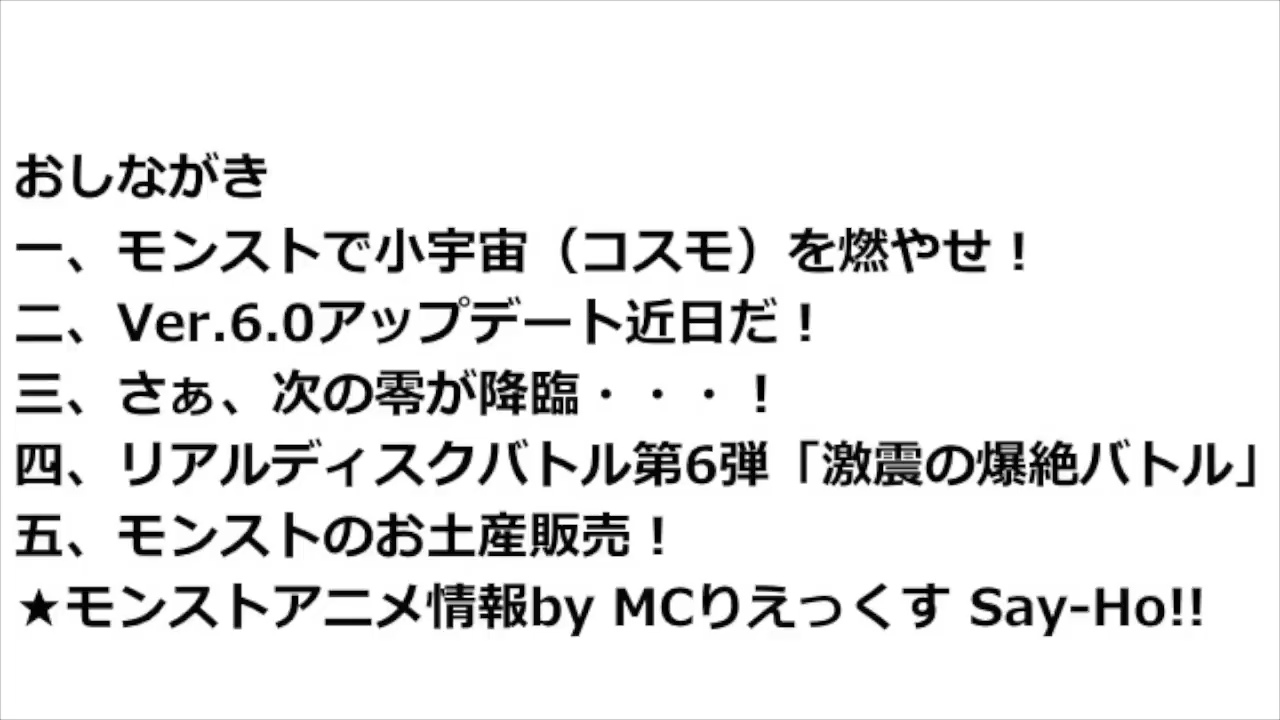 おしながき
一、モンストで小宇宙（コスモ）を燃やせ！
二、Ver.6.0アップデート近日だ！
三、さぁ、次の零が降臨・・・！
四、リアルディスクバトル第6弾「激震の爆絶バトル」
五、モンストのお土産販売！
★モンストアニメ情報by MCりえっくす Say-Ho!!